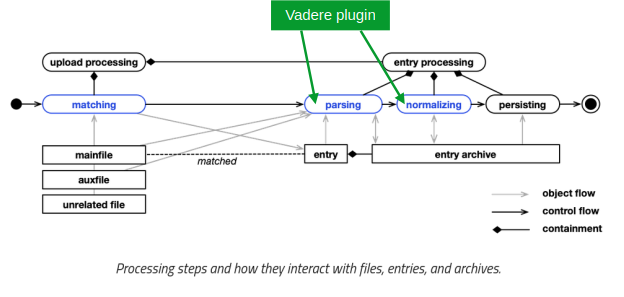 Vadere plugin
upload processing
entry processing
matching
parsing
normalizing
persisting
mainfile
matched
entry
entry archive
auxfile
unrelated file
object flow
control flow
containment
Processing steps and how they interact with files, entries, and archives.